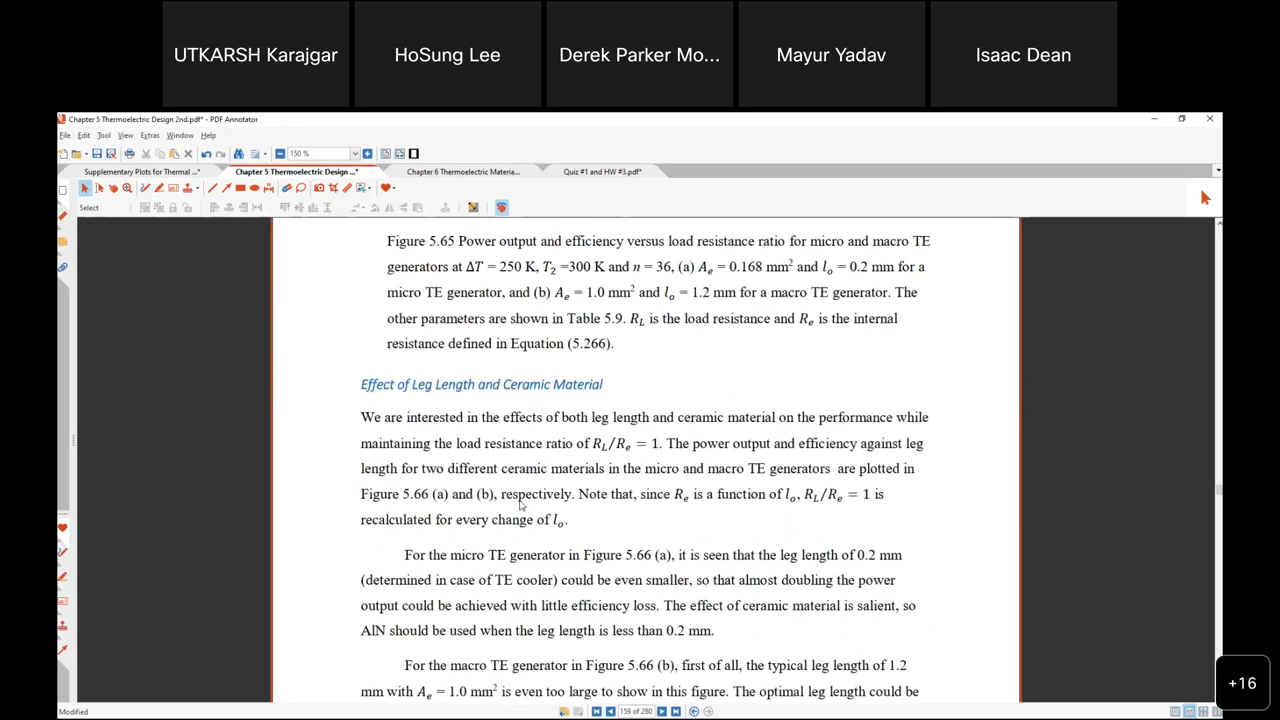 UTKARSH Karajgar
HoSung Lee
Derek Parker Mo...
Mayur Yadav
Isaac Dean
Chapter 5 Thermoelectric Design 2nd.pdf* - PDF Annotator
File Edit Tool View Extras Window Help
150 %
Supplementary Plots for Thermal ...*
Chapter 5 Thermoelectric Design ...*
Chapter 6 Thermoelectric Materia...
Quiz #1 and HW #3.pdf*
Select
Figure 5.65 Power output and efficiency versus load resistance ratio for micro and macro TE
generators at ΔT = 250 K, T₂ =300 K and n = 36, (a) Aₑ = 0.168 mm² and lₒ = 0.2 mm for a
micro TE generator, and (b) Aₑ = 1.0 mm² and lₒ = 1.2 mm for a macro TE generator. The
other parameters are shown in Table 5.9. R_L is the load resistance and Rₑ is the internal
resistance defined in Equation (5.266).
Effect of Leg Length and Ceramic Material
We are interested in the effects of both leg length and ceramic material on the performance while
maintaining the load resistance ratio of R_L/Rₑ = 1. The power output and efficiency against leg
length for two different ceramic materials in the micro and macro TE generators are plotted in
Figure 5.66 (a) and (b), respectively. Note that, since Rₑ is a function of lₒ, R_L/Rₑ = 1 is
recalculated for every change of lₒ.
For the micro TE generator in Figure 5.66 (a), it is seen that the leg length of 0.2 mm
(determined in case of TE cooler) could be even smaller, so that almost doubling the power
output could be achieved with little efficiency loss. The effect of ceramic material is salient, so
AlN should be used when the leg length is less than 0.2 mm.
For the macro TE generator in Figure 5.66 (b), first of all, the typical leg length of 1.2
mm with Aₑ = 1.0 mm² is even too large to show in this figure. The optimal leg length could be
+16
Modified
159 of 280